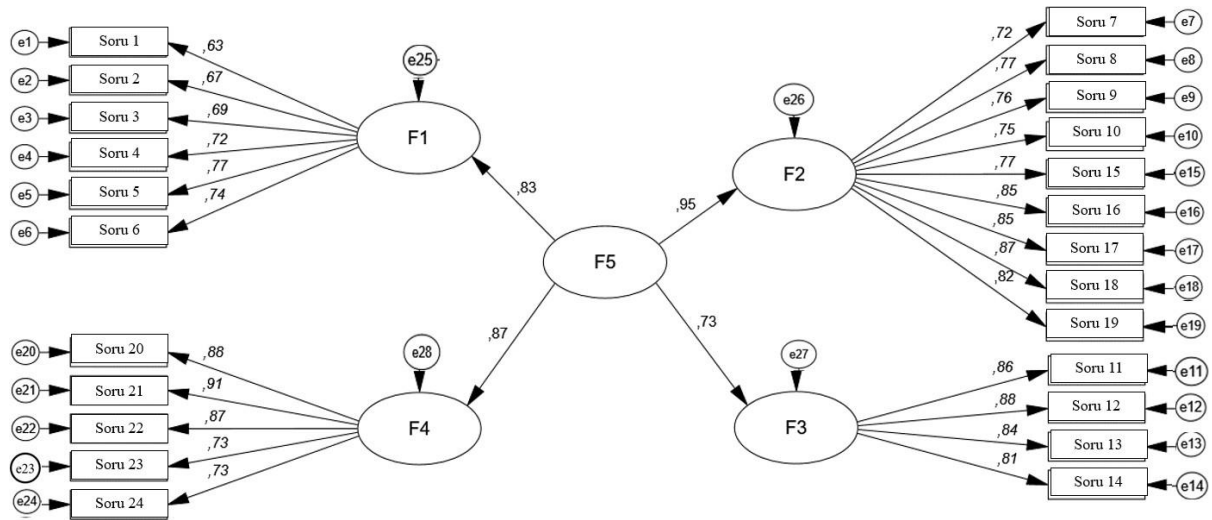 e1 Soru 1 ,63
e2 Soru 2 ,67
e3 Soru 3 ,69
e4 Soru 4 ,72
e5 Soru 5 ,77
e6 Soru 6 ,74
e25
F1
,83
e26
F2
,95
,72 Soru 7 e7
,77 Soru 8 e8
,76 Soru 9 e9
,75 Soru 10 e10
,77 Soru 15 e15
,85 Soru 16 e16
,85 Soru 17 e17
,87 Soru 18 e18
,82 Soru 19 e19
F5
e20 Soru 20 ,88
e21 Soru 21 ,91
e22 Soru 22 ,87
e23 Soru 23 ,73
e24 Soru 24 ,73
e28
F4
,87
e27
F3
,73
,86 Soru 11 e11
,88 Soru 12 e12
,84 Soru 13 e13
,81 Soru 14 e14